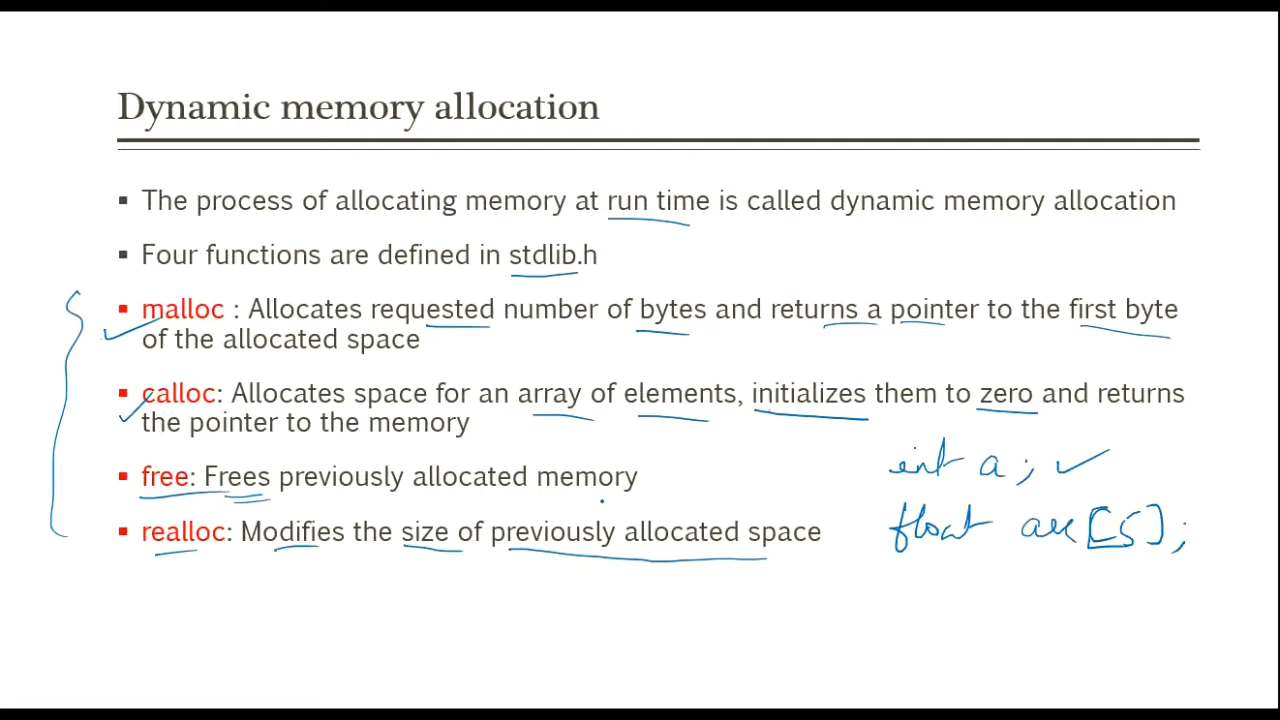 Dynamic memory allocation
▪ The process of allocating memory at run time is called dynamic memory allocation
▪ Four functions are defined in stdlib.h
▪ malloc : Allocates requested number of bytes and returns a pointer to the first byte
of the allocated space
▪ calloc: Allocates space for an array of elements, initializes them to zero and returns
the pointer to the memory
▪ free: Frees previously allocated memory
▪ realloc: Modifies the size of previously allocated space
int a ; ✓
float arr [5] ;